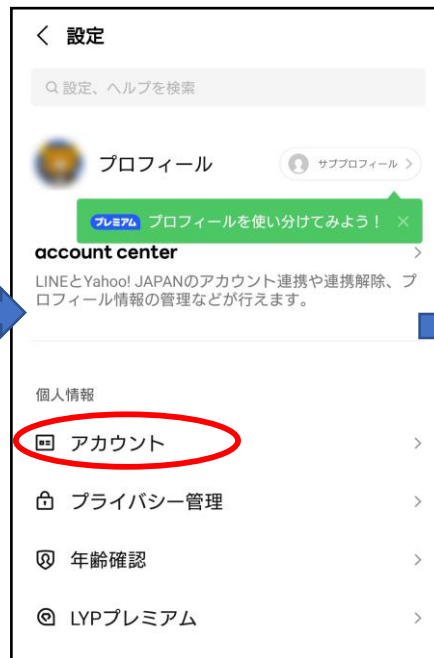 設定
設定、ヘルプを検索
プロフィール
サブプロフィール
プレミアム プロフィールを使い分けてみよう！
account center
LINEとYahoo! JAPANのアカウント連携や連携解除、プ
ロフィール情報の管理などが行えます。
個人情報
アカウント
プライバシー管理
年齢確認
LYPプレミアム